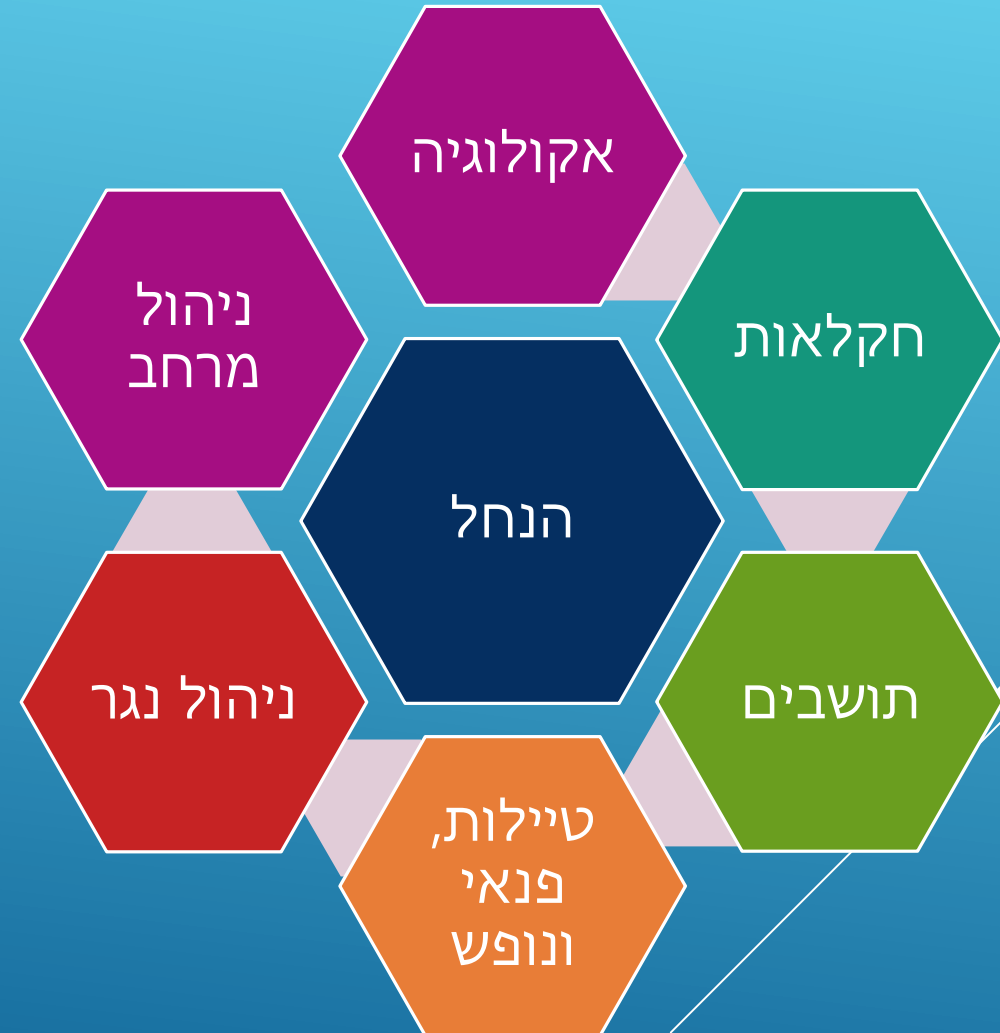 אקולוגיה
חקלאות
תושבים
טיילות,
פנאי
ונופש
ניהול נגר
ניהול
מרחב
הנחל